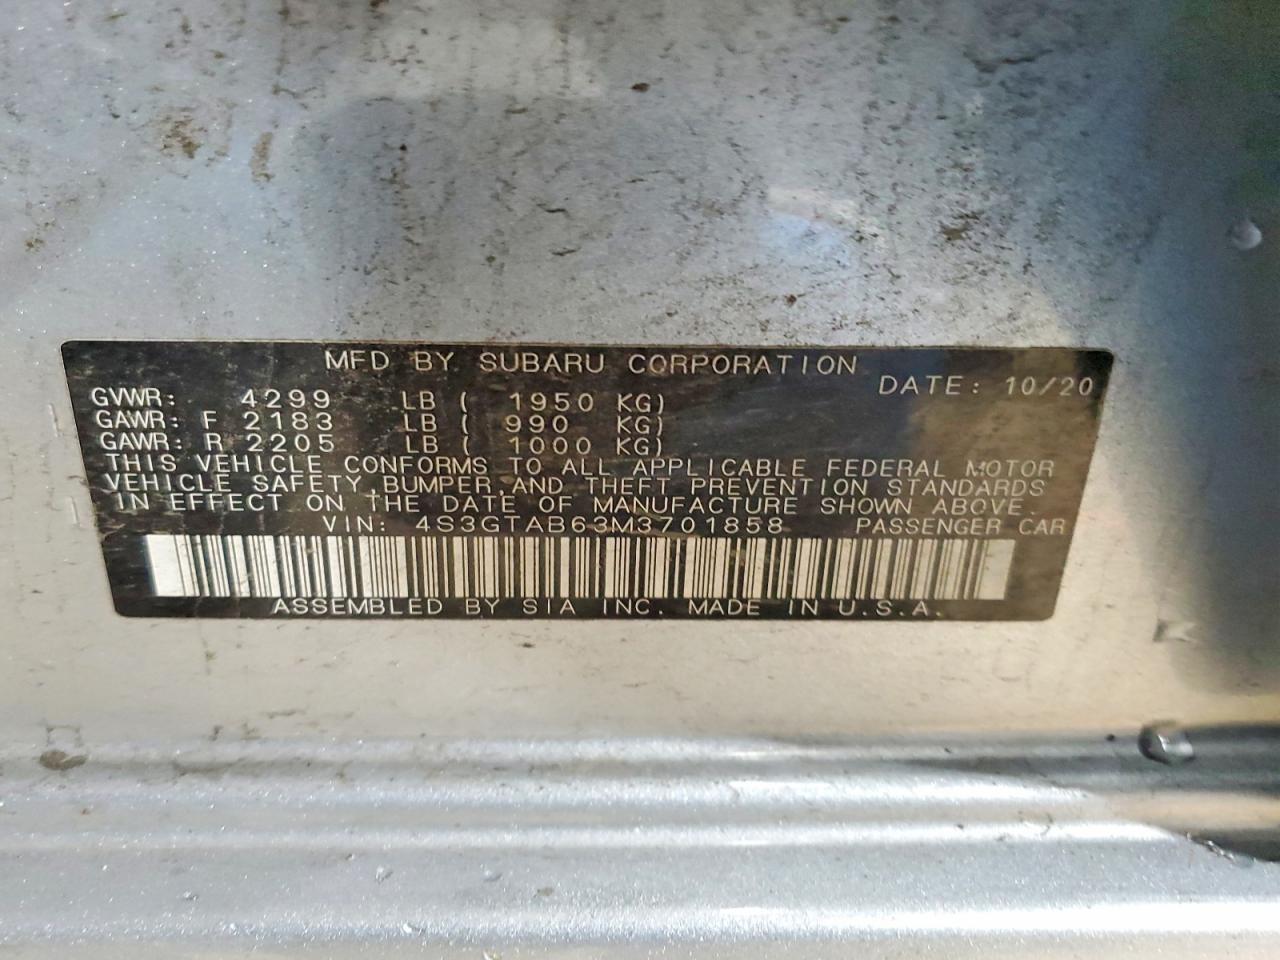 MFD BY SUBARU CORPORATION
DATE: 10/20
GVWR: 4299 LB ( 1950 KG)
GAWR: F 2183 LB ( 990 KG)
GAWR: R 2205 LB ( 1000 KG)
THIS VEHICLE CONFORMS TO ALL APPLICABLE FEDERAL MOTOR
VEHICLE SAFETY, BUMPER, AND THEFT PREVENTION STANDARDS
IN EFFECT ON THE DATE OF MANUFACTURE SHOWN ABOVE.
VIN: 4S3GTAB63M3701858 PASSENGER CAR
ASSEMBLED BY SIA INC. MADE IN U.S.A.